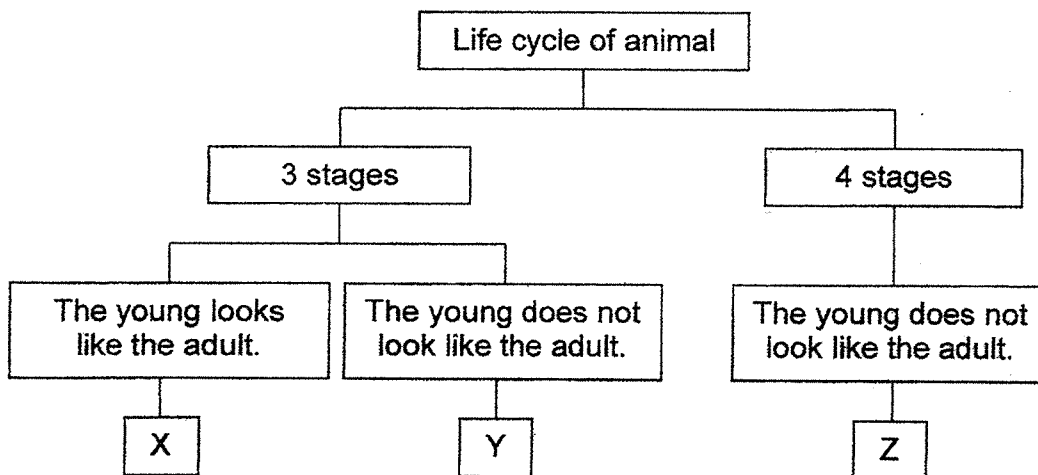 Life cycle of animal
3 stages
4 stages
The young looks
like the adult.
The young does not
look like the adult.
The young does not
look like the adult.
X
Y
Z